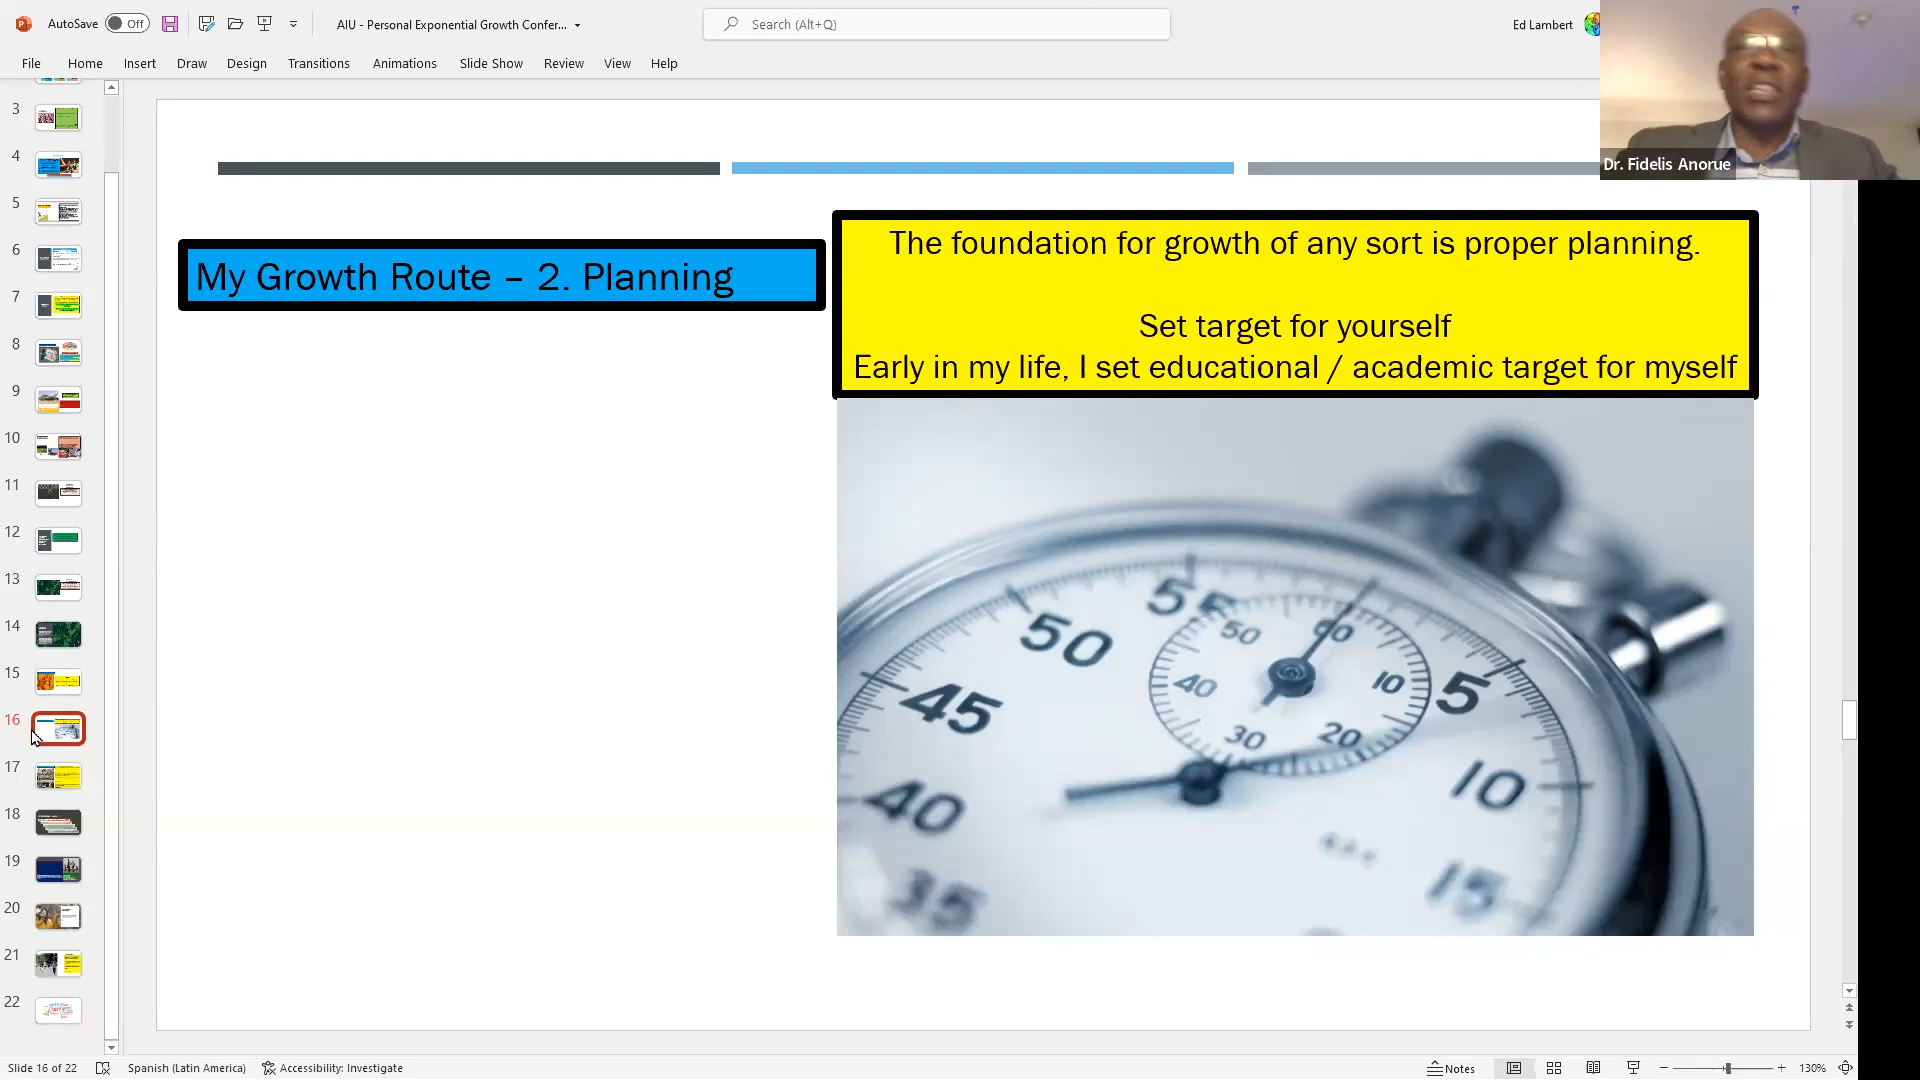 AutoSave Off
AIU - Personal Exponential Growth Confer...
Search (Alt+Q)
Ed Lambert
File Home Insert Draw Design Transitions Animations Slide Show Review View Help
Dr. Fidelis Anorue
3
4
5
6
7
8
9
10
11
12
13
14
15
16
17
18
19
20
21
22
My Growth Route – 2. Planning
The foundation for growth of any sort is proper planning.
Set target for yourself
Early in my life, I set educational / academic target for myself
55
60
50
5
50
10
45
40
30
20
10
40
15
35
Slide 16 of 22
Spanish (Latin America)
Accessibility: Investigate
Notes
130%